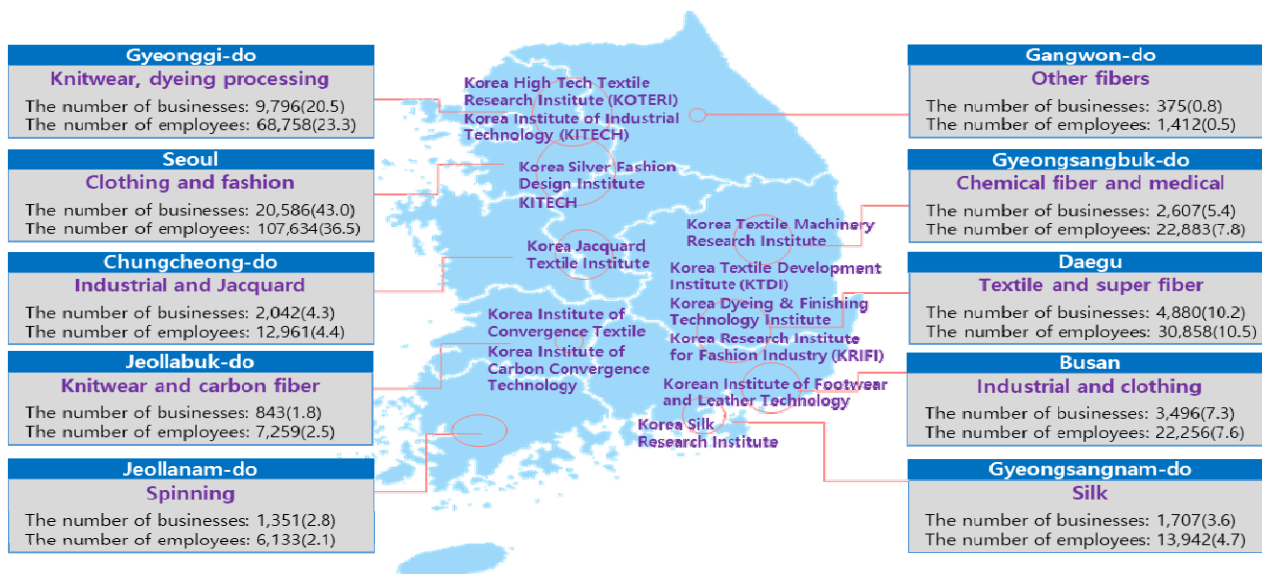 Gyeonggi-do
Knitwear, dyeing processing
The number of businesses: 9,796(20.5)
The number of employees: 68,758(23.3)
Seoul
Clothing and fashion
The number of businesses: 20,586(43.0)
The number of employees: 107,634(36.5)
Chungcheong-do
Industrial and Jacquard
The number of businesses: 2,042(4.3)
The number of employees: 12,961(4.4)
Jeollabuk-do
Knitwear and carbon fiber
The number of businesses: 843(1.8)
The number of employees: 7,259(2.5)
Jeollanam-do
Spinning
The number of businesses: 1,351(2.8)
The number of employees: 6,133(2.1)
Korea High Tech Textile
Research Institute (KOTERI)
Korea Institute of Industrial
Technology (KITECH)
Korea Silver Fashion
Design Institute
KITECH
Korea Jacquard
Textile Institute
Korea Institute of
Convergence Textile
Korea Institute of
Carbon Convergence
Technology
Korea Textile Machinery
Research Institute
Korea Textile Development
Institute (KTDI)
Korea Dyeing & Finishing
Technology Institute
Korea Research Institute
for Fashion Industry (KRIFI)
Korean Institute of Footwear
and Leather Technology
Korea Silk
Research Institute
Gangwon-do
Other fibers
The number of businesses: 375(0.8)
The number of employees: 1,412(0.5)
Gyeongsangbuk-do
Chemical fiber and medical
The number of businesses: 2,607(5.4)
The number of employees: 22,883(7.8)
Daegu
Textile and super fiber
The number of businesses: 4,880(10.2)
The number of employees: 30,858(10.5)
Busan
Industrial and clothing
The number of businesses: 3,496(7.3)
The number of employees: 22,256(7.6)
Gyeongsangnam-do
Silk
The number of businesses: 1,707(3.6)
The number of employees: 13,942(4.7)